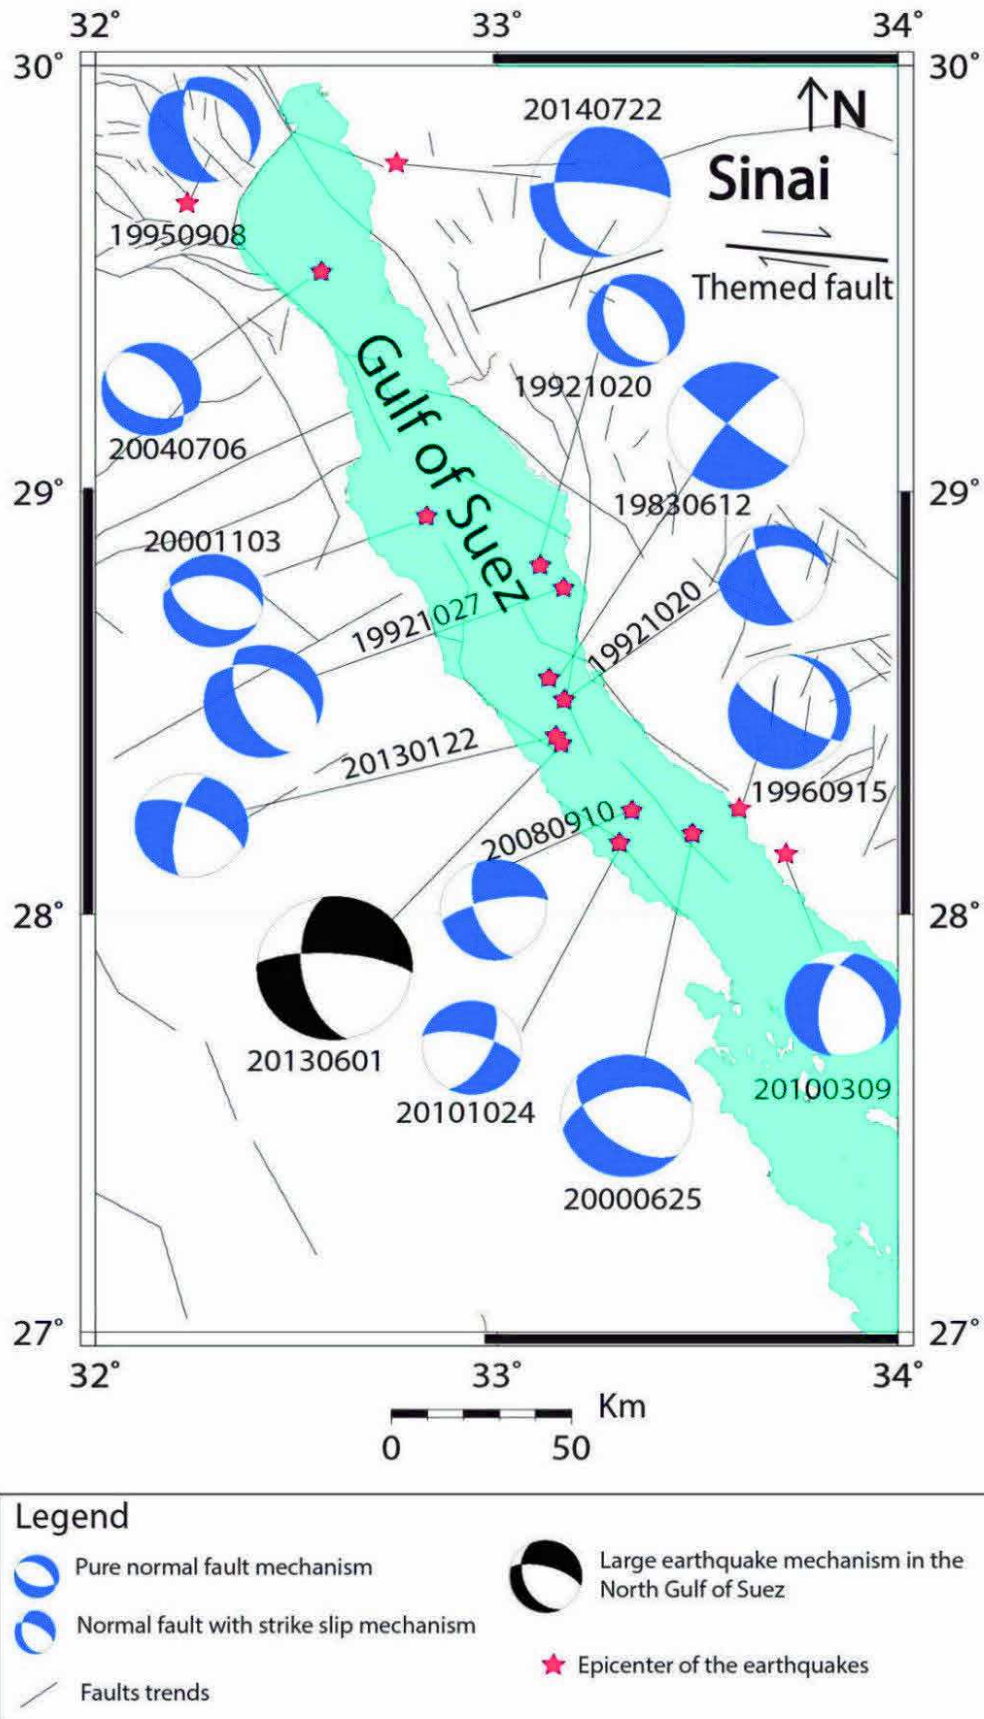 32°
33°
34°
30°
30°
20140722
N
Sinai
19950908
Themed fault
Gulf of Suez
19921020
20040706
29°
29°
19830612
20001103
19921027
19921020
20130122
19960915
20080910
28°
28°
20130601
20101024
20100309
20000625
27°
27°
32°
33°
34°
Km
0
50
Legend
Pure normal fault mechanism
Normal fault with strike slip mechanism
Faults trends
Large earthquake mechanism in the
North Gulf of Suez
Epicenter of the earthquakes